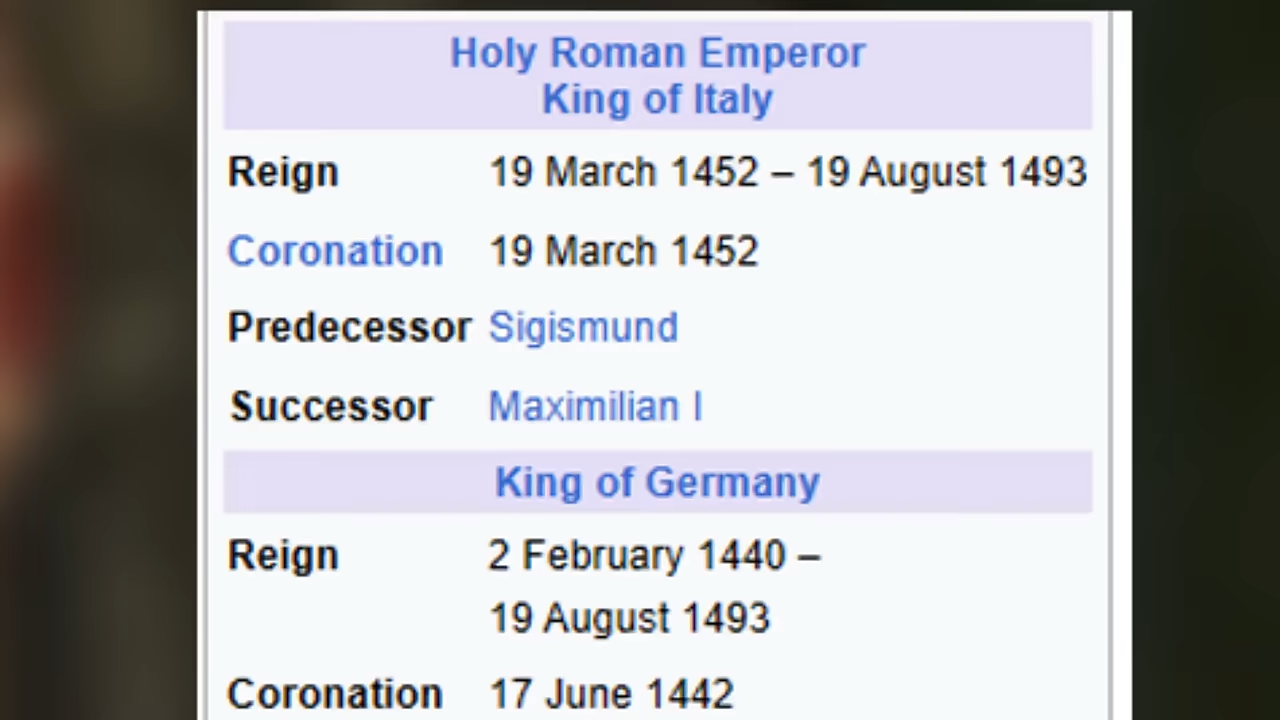 Holy Roman Emperor
King of Italy
Reign 19 March 1452 – 19 August 1493
Coronation 19 March 1452
Predecessor Sigismund
Successor Maximilian I
King of Germany
Reign 2 February 1440 –
19 August 1493
Coronation 17 June 1442